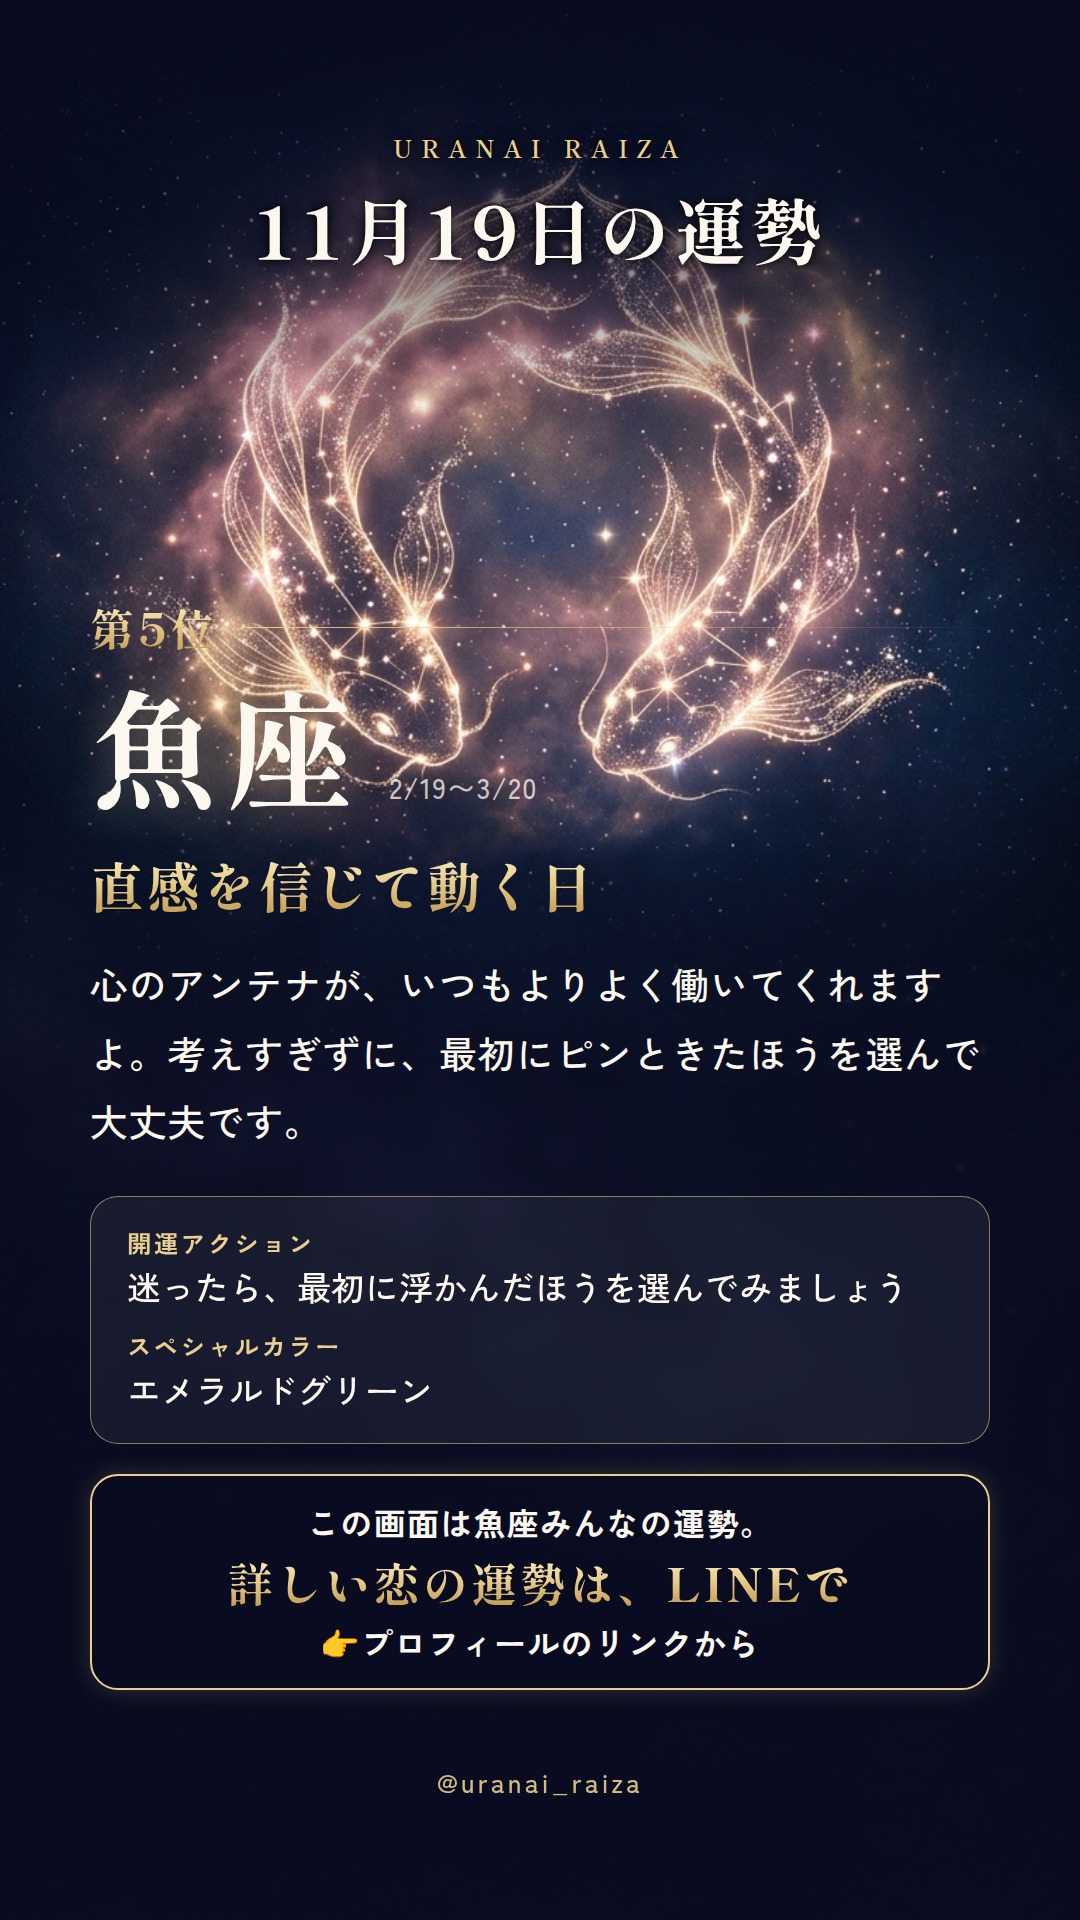 URANAI RAIZA
11月19日の運勢
第5位
魚座 2/19〜3/20
直感を信じて動く日
心のアンテナが、いつもよりよく働いてくれます
よ。考えすぎずに、最初にピンときたほうを選んで
大丈夫です。
開運アクション
迷ったら、最初に浮かんだほうを選んでみましょう
スペシャルカラー
エメラルドグリーン
この画面は魚座みんなの運勢。
詳しい恋の運勢は、LINEで
👉プロフィールのリンクから
@uranai_raiza